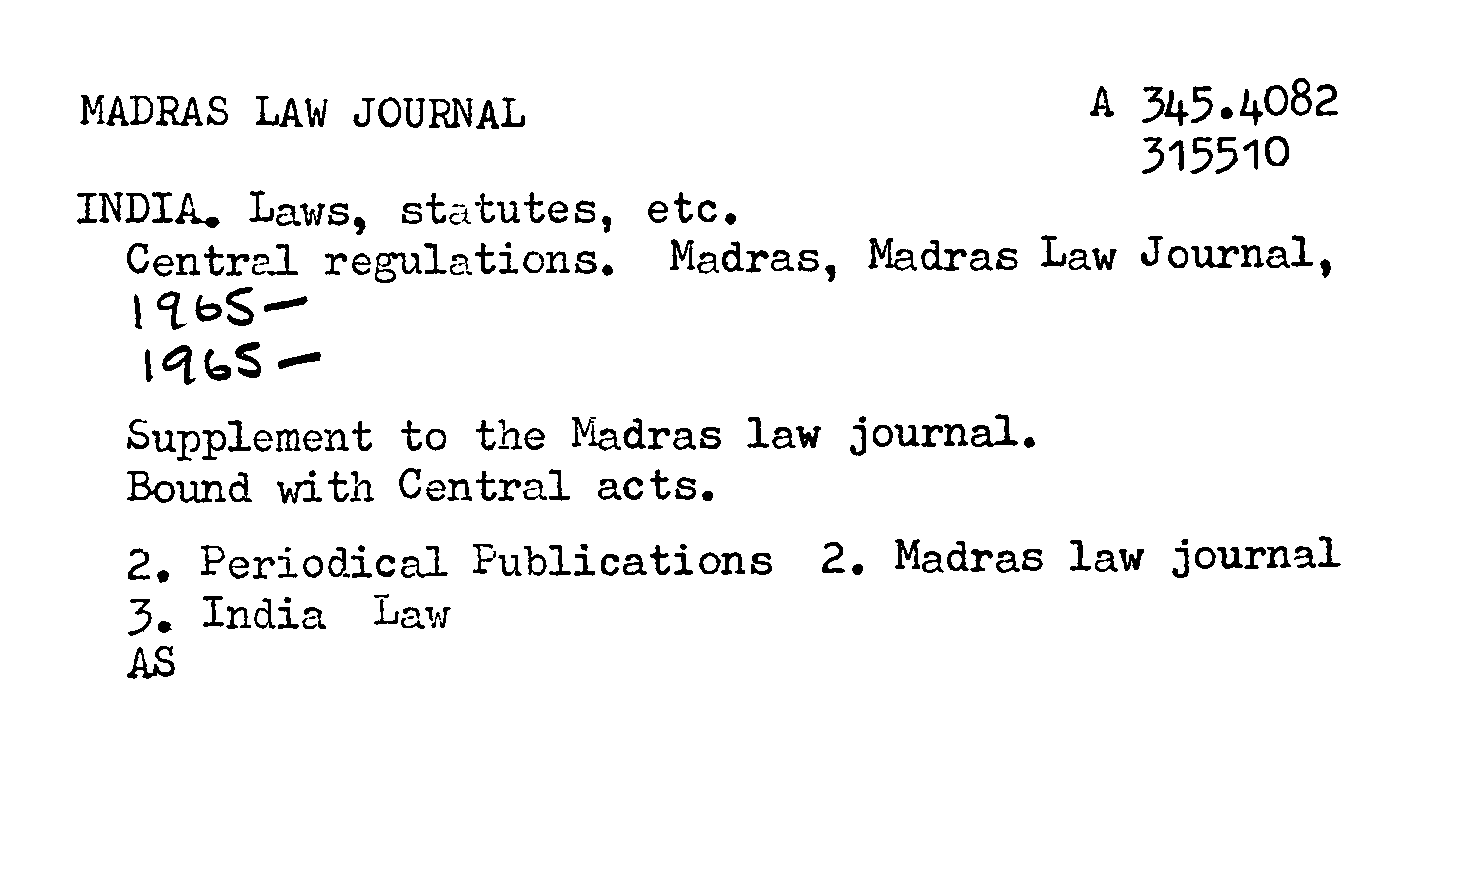 MADRAS LAW JOURNAL A 345.4082
315510
INDIA. Laws, statutes, etc.
Central regulations. Madras, Madras Law Journal,
1965-
1965-
Supplement to the Madras law journal.
Bound with Central acts.
2. Periodical Publications 2. Madras law journal
3. India Law
AS